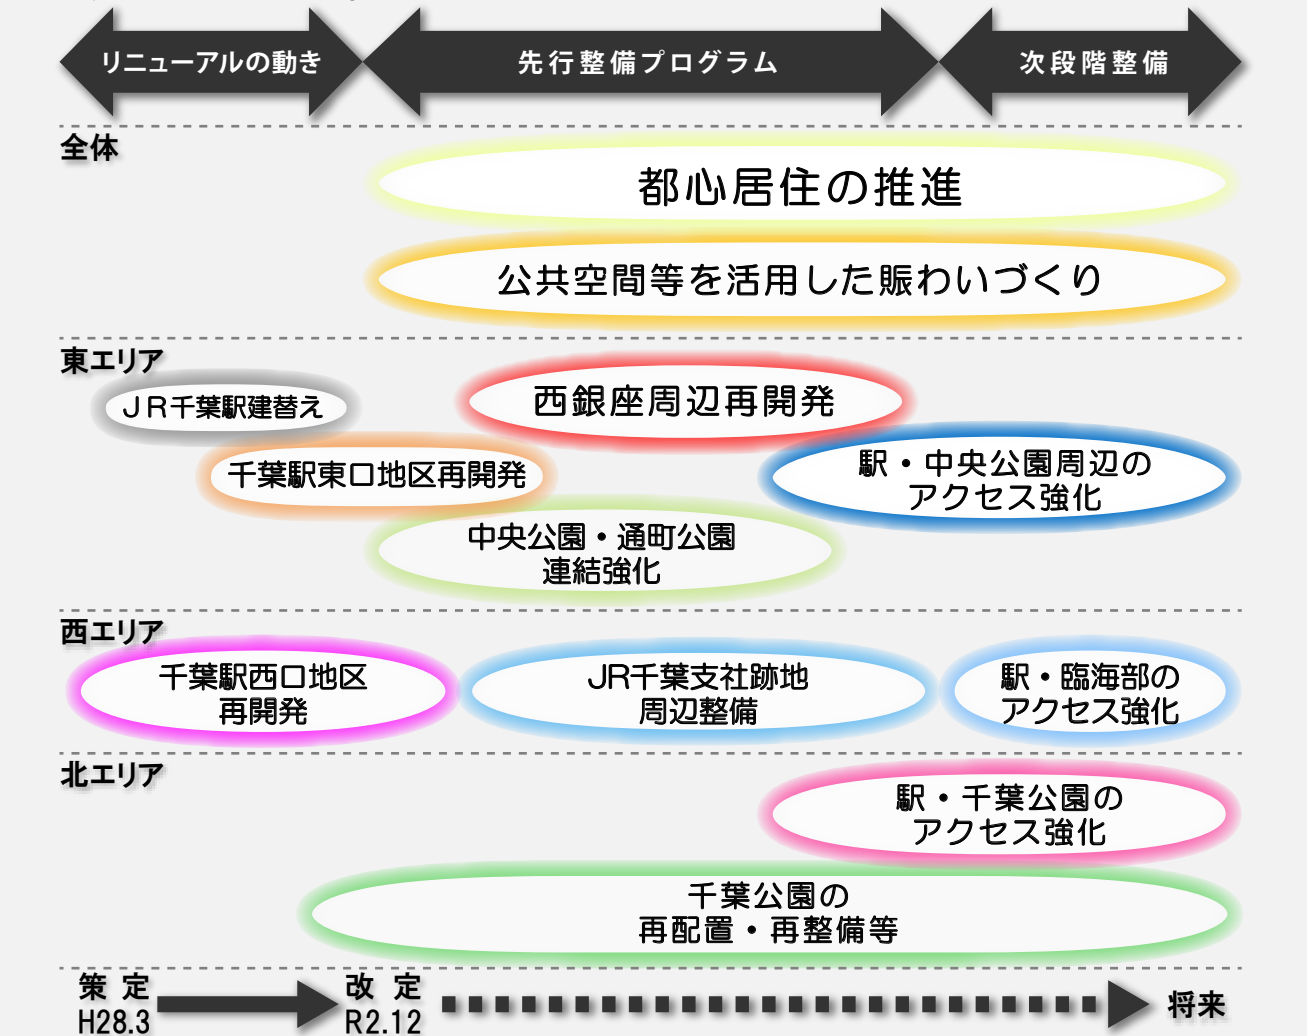 リニューアルの動き
先行整備プログラム
次段階整備
全体
都心居住の推進
公共空間等を活用した賑わいづくり
東エリア
JR千葉駅建替え
西銀座周辺再開発
千葉駅東口地区再開発
駅・中央公園周辺の
アクセス強化
中央公園・通町公園
連結強化
西エリア
千葉駅西口地区
再開発
JR千葉支社跡地
周辺整備
駅・臨海部の
アクセス強化
北エリア
駅・千葉公園の
アクセス強化
千葉公園の
再配置・再整備等
策定
H28.3
改定
R2.12
将来